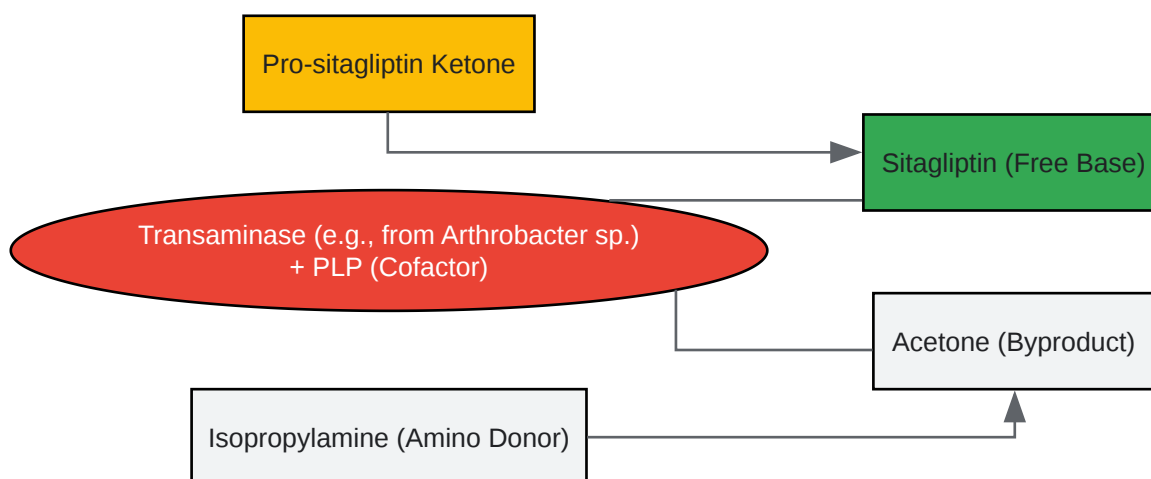 Pro-sitagliptin Ketone
Sitagliptin (Free Base)
Transaminase (e.g., from Arthrobacter sp.)
+ PLP (Cofactor)
Acetone (Byproduct)
Isopropylamine (Amino Donor)